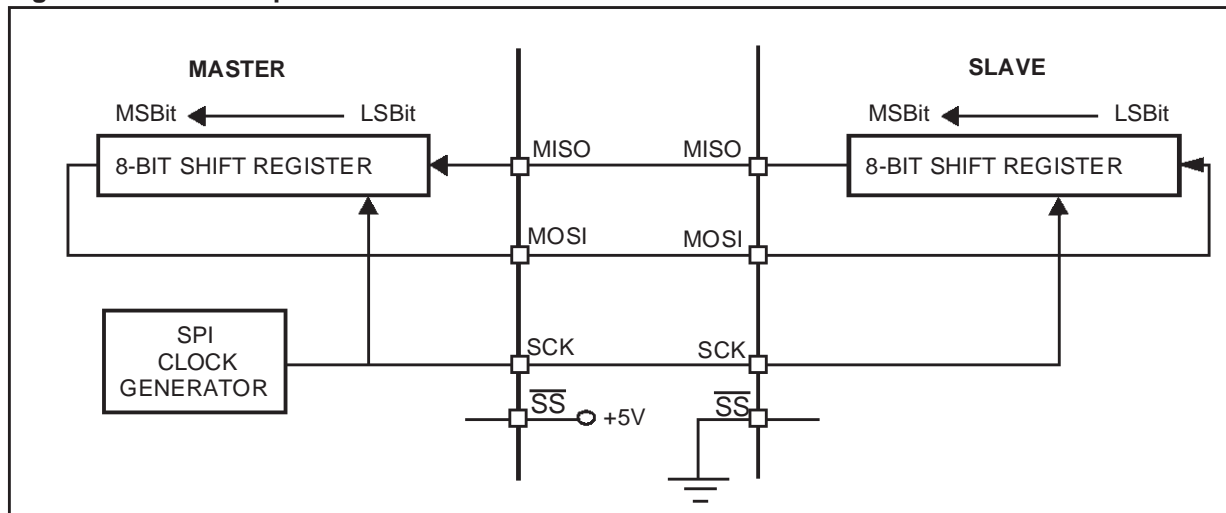 MASTER
SLAVE
MSBit LSBit
MSBit LSBit
8-BIT SHIFT REGISTER
MISO MISO
8-BIT SHIFT REGISTER
MOSI MOSI
SPI
CLOCK
GENERATOR
SCK SCK
SS +5V
SS